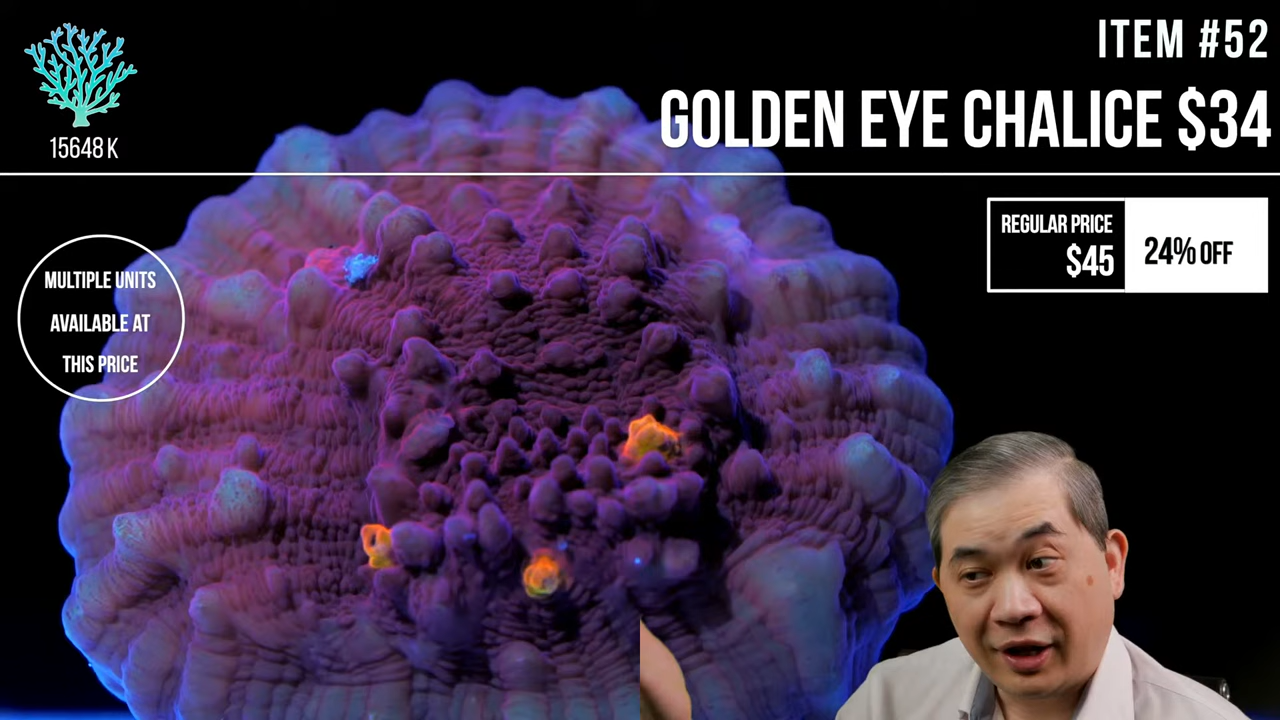 ITEM #52
GOLDEN EYE CHALICE $34
15648 K
REGULAR PRICE
$45
24% OFF
MULTIPLE UNITS
AVAILABLE AT
THIS PRICE